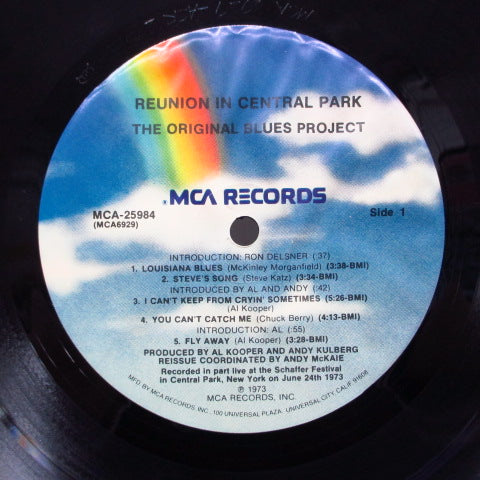 REUNION IN CENTRAL PARK
THE ORIGINAL BLUES PROJECT
MCA RECORDS
MCA-25984
(MCA6929)
Side 1
INTRODUCTION: RON DELSNER (:37)
1. LOUISIANA BLUES (McKinley Morganfield) (3:38-BMI)
2. STEVE'S SONG (Steve Katz) (3:34-BMI)
INTRODUCED BY AL AND ANDY (:42)
3. I CAN'T KEEP FROM CRYIN' SOMETIMES (5:26-BMI)
(Al Kooper)
4. YOU CAN'T CATCH ME (Chuck Berry) (4:13-BMI)
INTRODUCTION: AL (:55)
5. FLY AWAY (Al Kooper) (3:28-BMI)
PRODUCED BY AL KOOPER AND ANDY KULBERG
REISSUE COORDINATED BY ANDY McKAIE
Recorded in part live at the Schaffer Festival
in Central Park, New York on June 24th 1973
℗ 1973
MCA RECORDS, INC.
MFD. BY MCA RECORDS, INC., 100 UNIVERSAL PLAZA, UNIVERSAL CITY, CALIF. 91608